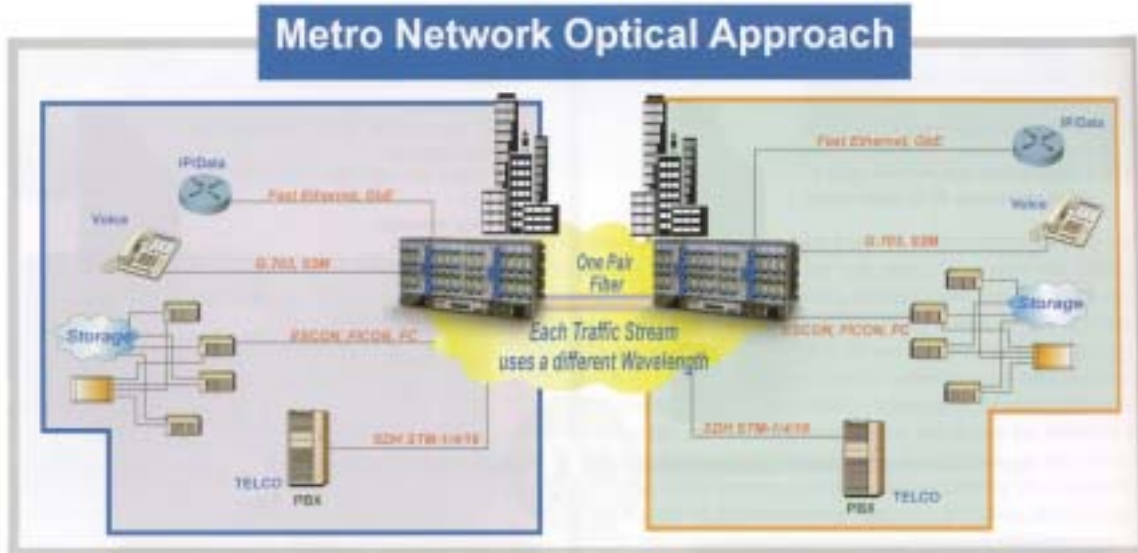 Metro Network Optical Approach
IP/Data
Fast Ethernet, GbE
Voice
G.703, S2M
Storage
ESCON, FICON, FC
SDH STM-1/4/16
TELCO
PBX
One Pair
Fiber
Each Traffic Stream
uses a different Wavelength
IP/Data
Fast Ethernet, GbE
Voice
G.703, S2M
Storage
ESCON, FICON, FC
SDH STM-1/4/16
PBX
TELCO